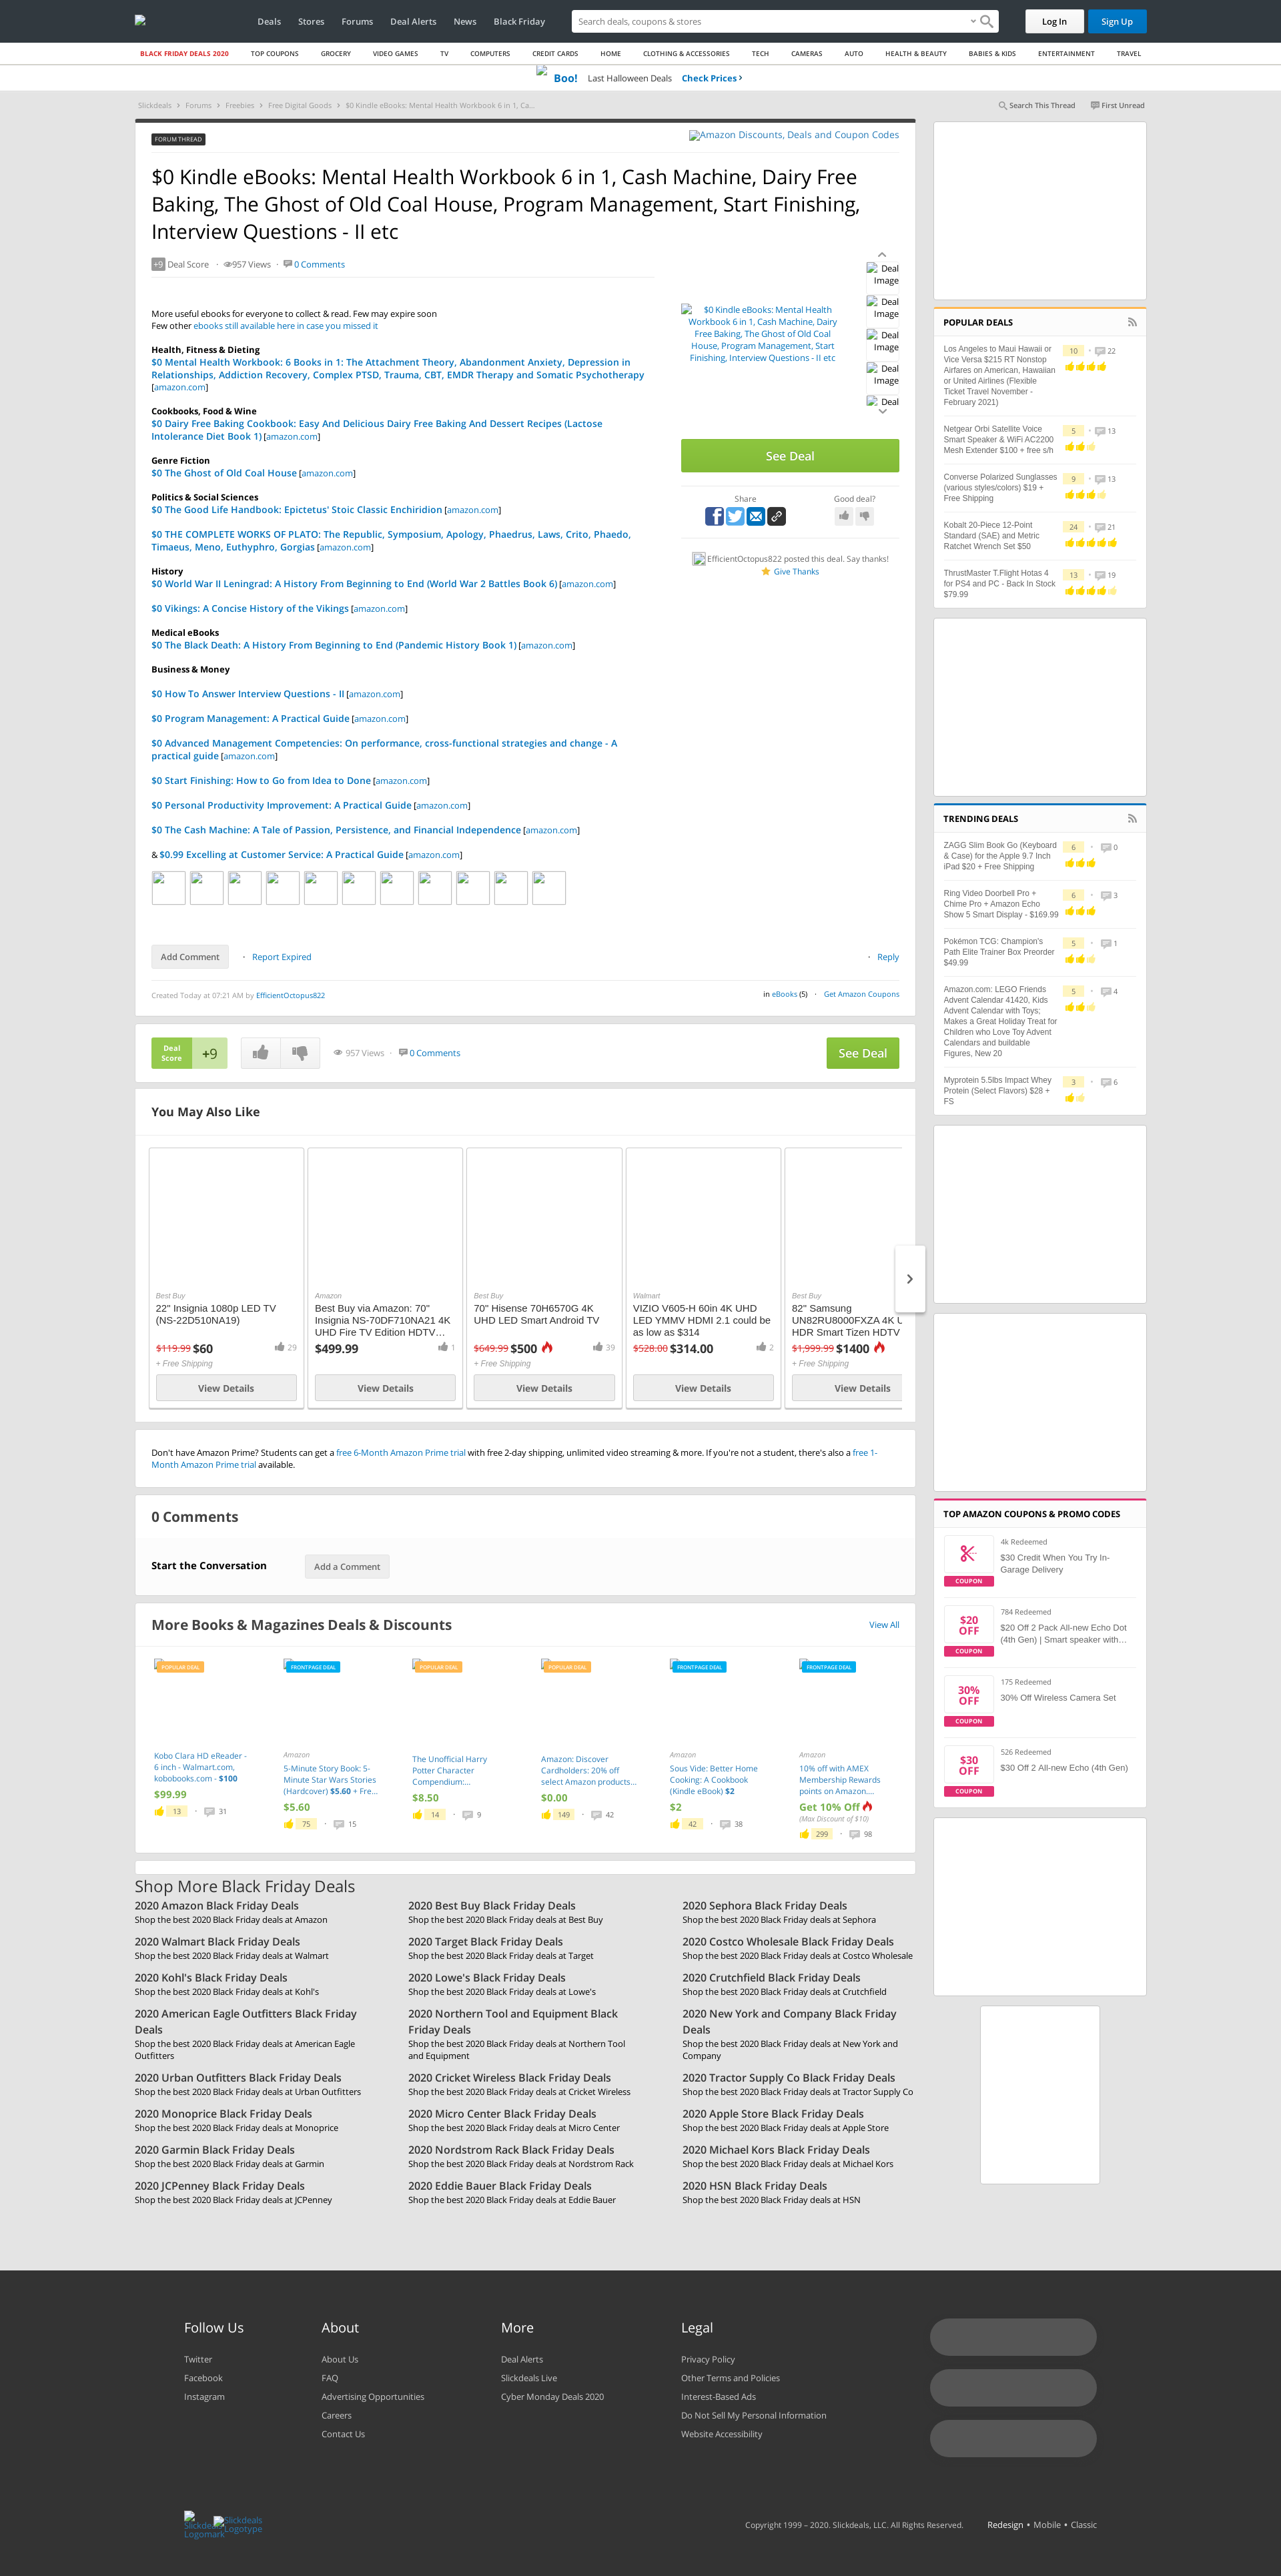 Deals Stores Forums Deal Alerts News Black Friday
Search deals, coupons & stores
Log In Sign Up
BLACK FRIDAY DEALS 2020 TOP COUPONS GROCERY VIDEO GAMES TV COMPUTERS CREDIT CARDS HOME CLOTHING & ACCESSORIES TECH CAMERAS AUTO HEALTH & BEAUTY BABIES & KIDS ENTERTAINMENT TRAVEL
Boo! Last Halloween Deals Check Prices
Slickdeals Forums Freebies Free Digital Goods $0 Kindle eBooks: Mental Health Workbook 6 in 1, Ca...
Search This Thread First Unread
FORUM THREAD
Amazon Discounts, Deals and Coupon Codes
$0 Kindle eBooks: Mental Health Workbook 6 in 1, Cash Machine, Dairy Free
Baking, The Ghost of Old Coal House, Program Management, Start Finishing,
Interview Questions - II etc
+9 Deal Score · 957 Views · 0 Comments
More useful ebooks for everyone to collect & read. Few may expire soon
Few other ebooks still available here in case you missed it
Health, Fitness & Dieting
$0 Mental Health Workbook: 6 Books in 1: The Attachment Theory, Abandonment Anxiety, Depression in
Relationships, Addiction Recovery, Complex PTSD, Trauma, CBT, EMDR Therapy and Somatic Psychotherapy
[amazon.com]
Cookbooks, Food & Wine
$0 Dairy Free Baking Cookbook: Easy And Delicious Dairy Free Baking And Dessert Recipes (Lactose
Intolerance Diet Book 1) [amazon.com]
Genre Fiction
$0 The Ghost of Old Coal House [amazon.com]
Politics & Social Sciences
$0 The Good Life Handbook: Epictetus' Stoic Classic Enchiridion [amazon.com]
$0 THE COMPLETE WORKS OF PLATO: The Republic, Symposium, Apology, Phaedrus, Laws, Crito, Phaedo,
Timaeus, Meno, Euthyphro, Gorgias [amazon.com]
History
$0 World War II Leningrad: A History From Beginning to End (World War 2 Battles Book 6) [amazon.com]
$0 Vikings: A Concise History of the Vikings [amazon.com]
Medical eBooks
$0 The Black Death: A History From Beginning to End (Pandemic History Book 1) [amazon.com]
Business & Money
$0 How To Answer Interview Questions - II [amazon.com]
$0 Program Management: A Practical Guide [amazon.com]
$0 Advanced Management Competencies: On performance, cross-functional strategies and change - A
practical guide [amazon.com]
$0 Start Finishing: How to Go from Idea to Done [amazon.com]
$0 Personal Productivity Improvement: A Practical Guide [amazon.com]
$0 The Cash Machine: A Tale of Passion, Persistence, and Financial Independence [amazon.com]
& $0.99 Excelling at Customer Service: A Practical Guide [amazon.com]
$0 Kindle eBooks: Mental Health
Workbook 6 in 1, Cash Machine, Dairy
Free Baking, The Ghost of Old Coal
House, Program Management, Start
Finishing, Interview Questions - II etc
Deal
Image
Deal
Image
Deal
Image
Deal
Image
Deal
See Deal
Share Good deal?
EfficientOctopus822 posted this deal. Say thanks!
Give Thanks
Add Comment · Report Expired · Reply
Created Today at 07:21 AM by EfficientOctopus822
in eBooks (5) · Get Amazon Coupons
Deal
Score
+9
957 Views · 0 Comments
See Deal
You May Also Like
Best Buy
22" Insignia 1080p LED TV
(NS-22D510NA19)
$119.99 $60 29
+ Free Shipping
View Details
Amazon
Best Buy via Amazon: 70"
Insignia NS-70DF710NA21 4K
UHD Fire TV Edition HDTV...
$499.99 1
View Details
Best Buy
70" Hisense 70H6570G 4K
UHD LED Smart Android TV
$649.99 $500 39
+ Free Shipping
View Details
Walmart
VIZIO V605-H 60in 4K UHD
LED YMMV HDMI 2.1 could be
as low as $314
$528.00 $314.00 2
View Details
Best Buy
82" Samsung
UN82RU8000FXZA 4K U
HDR Smart Tizen HDTV
$1,999.99 $1400
+ Free Shipping
View Details
Don't have Amazon Prime? Students can get a free 6-Month Amazon Prime trial with free 2-day shipping, unlimited video streaming & more. If you're not a student, there's also a free 1-
Month Amazon Prime trial available.
0 Comments
Start the Conversation Add a Comment
More Books & Magazines Deals & Discounts View All
POPULAR DEAL
Kobo Clara HD eReader -
6 inch - Walmart.com,
kobobooks.com - $100
$99.99
13 · 31
FRONTPAGE DEAL
Amazon
5-Minute Story Book: 5-
Minute Star Wars Stories
(Hardcover) $5.60 + Fre...
$5.60
75 · 15
POPULAR DEAL
The Unofficial Harry
Potter Character
Compendium:...
$8.50
14 · 9
POPULAR DEAL
Amazon: Discover
Cardholders: 20% off
select Amazon products...
$0.00
149 · 42
FRONTPAGE DEAL
Amazon
Sous Vide: Better Home
Cooking: A Cookbook
(Kindle eBook) $2
$2
42 · 38
FRONTPAGE DEAL
Amazon
10% off with AMEX
Membership Rewards
points on Amazon....
Get 10% Off
(Max Discount of $10)
299 · 98
POPULAR DEALS
Los Angeles to Maui Hawaii or
Vice Versa $215 RT Nonstop
Airfares on American, Hawaiian
or United Airlines (Flexible
Ticket Travel November -
February 2021)
10 · 22
Netgear Orbi Satellite Voice
Smart Speaker & WiFi AC2200
Mesh Extender $100 + free s/h
5 · 13
Converse Polarized Sunglasses
(various styles/colors) $19 +
Free Shipping
9 · 13
Kobalt 20-Piece 12-Point
Standard (SAE) and Metric
Ratchet Wrench Set $50
24 · 21
ThrustMaster T.Flight Hotas 4
for PS4 and PC - Back In Stock
$79.99
13 · 19
TRENDING DEALS
ZAGG Slim Book Go (Keyboard
& Case) for the Apple 9.7 Inch
iPad $20 + Free Shipping
6 · 0
Ring Video Doorbell Pro +
Chime Pro + Amazon Echo
Show 5 Smart Display - $169.99
6 · 3
Pokémon TCG: Champion's
Path Elite Trainer Box Preorder
$49.99
5 · 1
Amazon.com: LEGO Friends
Advent Calendar 41420, Kids
Advent Calendar with Toys;
Makes a Great Holiday Treat for
Children who Love Toy Advent
Calendars and buildable
Figures, New 20
5 · 4
Myprotein 5.5lbs Impact Whey
Protein (Select Flavors) $28 +
FS
3 · 6
TOP AMAZON COUPONS & PROMO CODES
COUPON
4k Redeemed
$30 Credit When You Try In-
Garage Delivery
$20
OFF
COUPON
784 Redeemed
$20 Off 2 Pack All-new Echo Dot
(4th Gen) | Smart speaker with...
30%
OFF
COUPON
175 Redeemed
30% Off Wireless Camera Set
$30
OFF
COUPON
526 Redeemed
$30 Off 2 All-new Echo (4th Gen)
Shop More Black Friday Deals
2020 Amazon Black Friday Deals
Shop the best 2020 Black Friday deals at Amazon
2020 Best Buy Black Friday Deals
Shop the best 2020 Black Friday deals at Best Buy
2020 Sephora Black Friday Deals
Shop the best 2020 Black Friday deals at Sephora
2020 Walmart Black Friday Deals
Shop the best 2020 Black Friday deals at Walmart
2020 Target Black Friday Deals
Shop the best 2020 Black Friday deals at Target
2020 Costco Wholesale Black Friday Deals
Shop the best 2020 Black Friday deals at Costco Wholesale
2020 Kohl's Black Friday Deals
Shop the best 2020 Black Friday deals at Kohl's
2020 Lowe's Black Friday Deals
Shop the best 2020 Black Friday deals at Lowe's
2020 Crutchfield Black Friday Deals
Shop the best 2020 Black Friday deals at Crutchfield
2020 American Eagle Outfitters Black Friday
Deals
Shop the best 2020 Black Friday deals at American Eagle
Outfitters
2020 Northern Tool and Equipment Black
Friday Deals
Shop the best 2020 Black Friday deals at Northern Tool
and Equipment
2020 New York and Company Black Friday
Deals
Shop the best 2020 Black Friday deals at New York and
Company
2020 Urban Outfitters Black Friday Deals
Shop the best 2020 Black Friday deals at Urban Outfitters
2020 Cricket Wireless Black Friday Deals
Shop the best 2020 Black Friday deals at Cricket Wireless
2020 Tractor Supply Co Black Friday Deals
Shop the best 2020 Black Friday deals at Tractor Supply Co
2020 Monoprice Black Friday Deals
Shop the best 2020 Black Friday deals at Monoprice
2020 Micro Center Black Friday Deals
Shop the best 2020 Black Friday deals at Micro Center
2020 Apple Store Black Friday Deals
Shop the best 2020 Black Friday deals at Apple Store
2020 Garmin Black Friday Deals
Shop the best 2020 Black Friday deals at Garmin
2020 Nordstrom Rack Black Friday Deals
Shop the best 2020 Black Friday deals at Nordstrom Rack
2020 Michael Kors Black Friday Deals
Shop the best 2020 Black Friday deals at Michael Kors
2020 JCPenney Black Friday Deals
Shop the best 2020 Black Friday deals at JCPenney
2020 Eddie Bauer Black Friday Deals
Shop the best 2020 Black Friday deals at Eddie Bauer
2020 HSN Black Friday Deals
Shop the best 2020 Black Friday deals at HSN
Follow Us
Twitter
Facebook
Instagram
About
About Us
FAQ
Advertising Opportunities
Careers
Contact Us
More
Deal Alerts
Slickdeals Live
Cyber Monday Deals 2020
Legal
Privacy Policy
Other Terms and Policies
Interest-Based Ads
Do Not Sell My Personal Information
Website Accessibility
Slickdeals
Logomark
Slickdeals
Logotype
Copyright 1999 – 2020. Slickdeals, LLC. All Rights Reserved. Redesign • Mobile • Classic